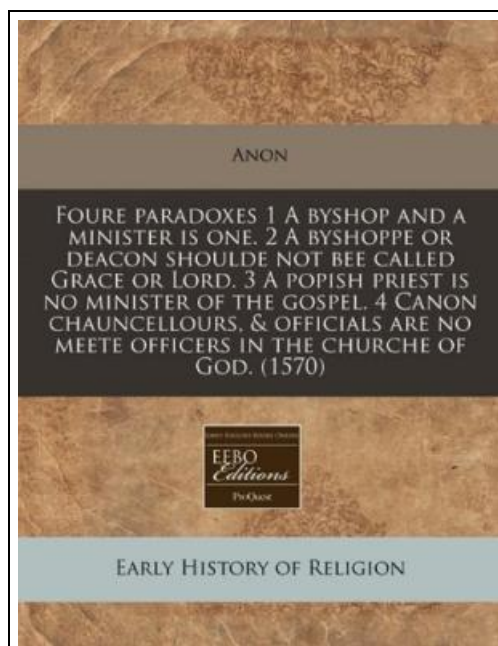 ANON
FOURE PARADOXES 1 A BYSHOP AND A
MINISTER IS ONE. 2 A BYSHOPPE OR
DEACON SHOULDE NOT BEE CALLED
GRACE OR LORD. 3 A POPISH PRIEST IS
NO MINISTER OF THE GOSPEL. 4 CANON
CHAUNCELLOURS, & OFFICIALS ARE NO
MEETE OFFICERS IN THE CHURCHE OF
GOD. (1570)
EEBO
Editions
ProQuest
EARLY HISTORY OF RELIGION